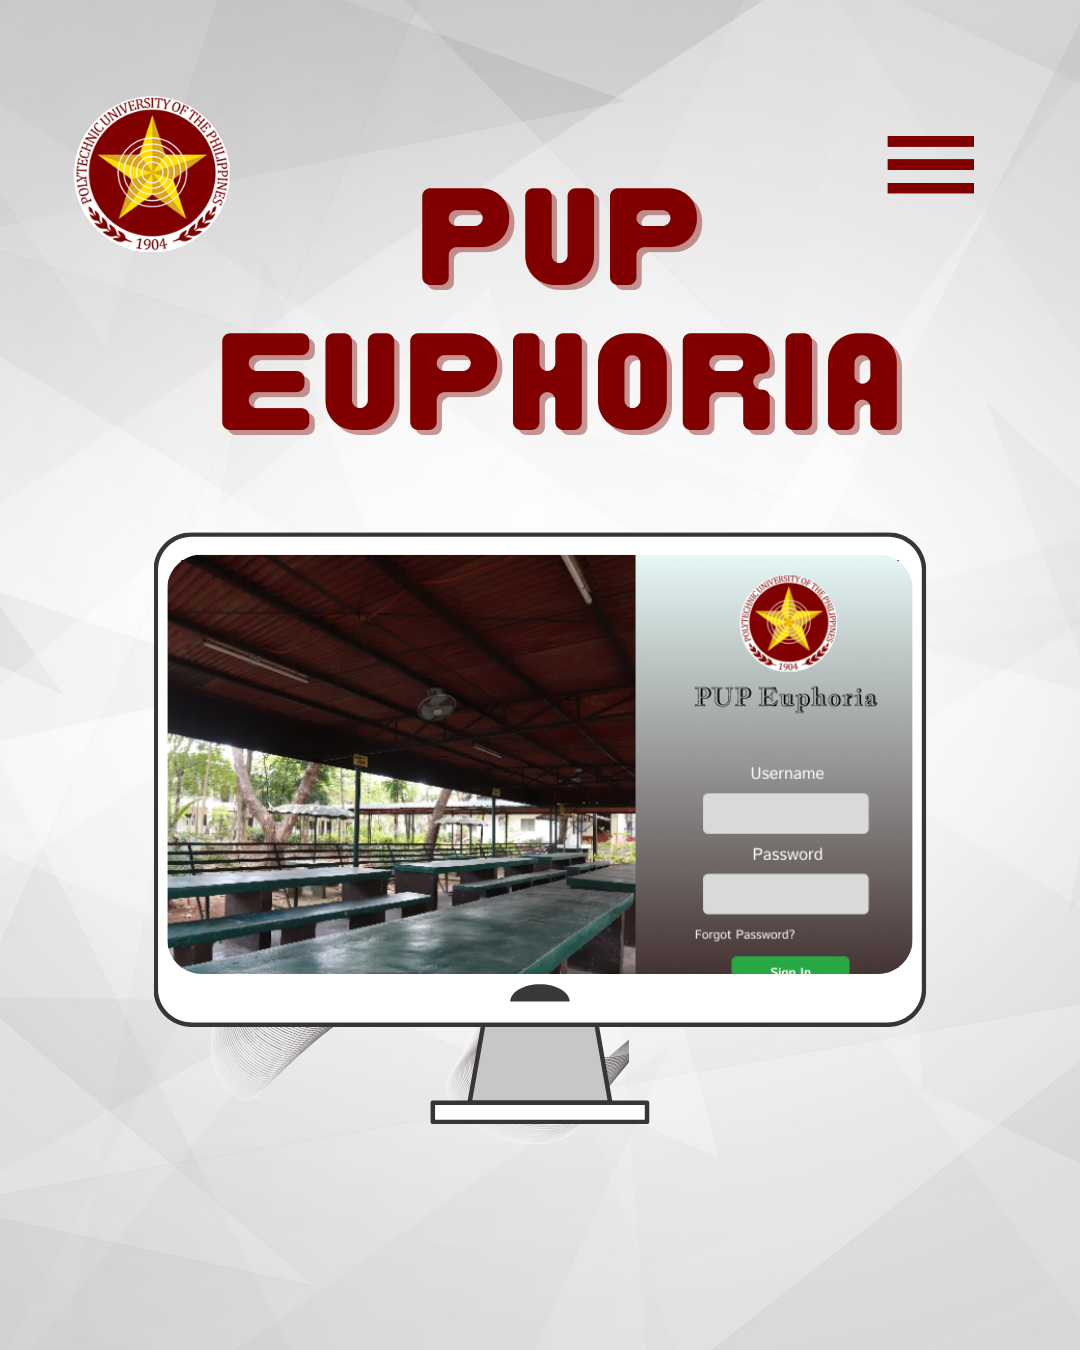 POLYTECHNIC UNIVERSITY OF THE PHILIPPINES
1904
PUP
EUPHORIA
POLYTECHNIC UNIVERSITY OF THE PHILIPPINES
1904
PUP Euphoria
Username
Password
Forgot Password?
Sign In